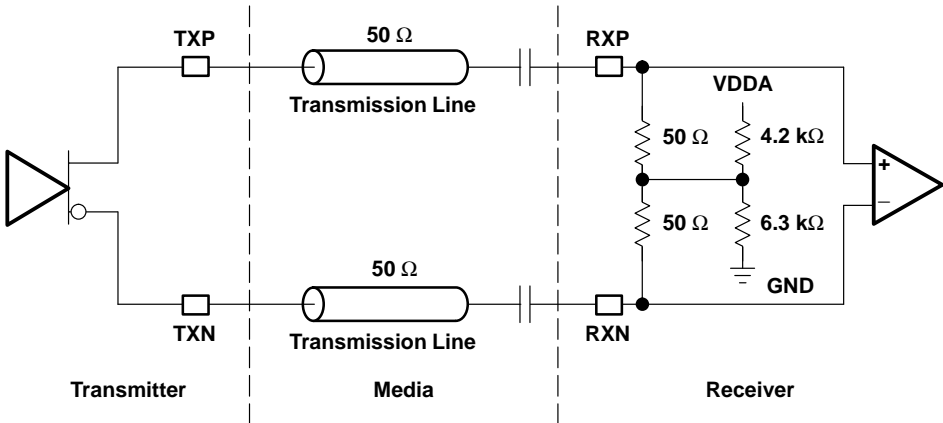 50 Ω
TXP
RXP
Transmission Line
VDDA
50 Ω
4.2 kΩ
+
–
50 Ω
6.3 kΩ
50 Ω
GND
TXN
RXN
Transmission Line
Transmitter
Media
Receiver